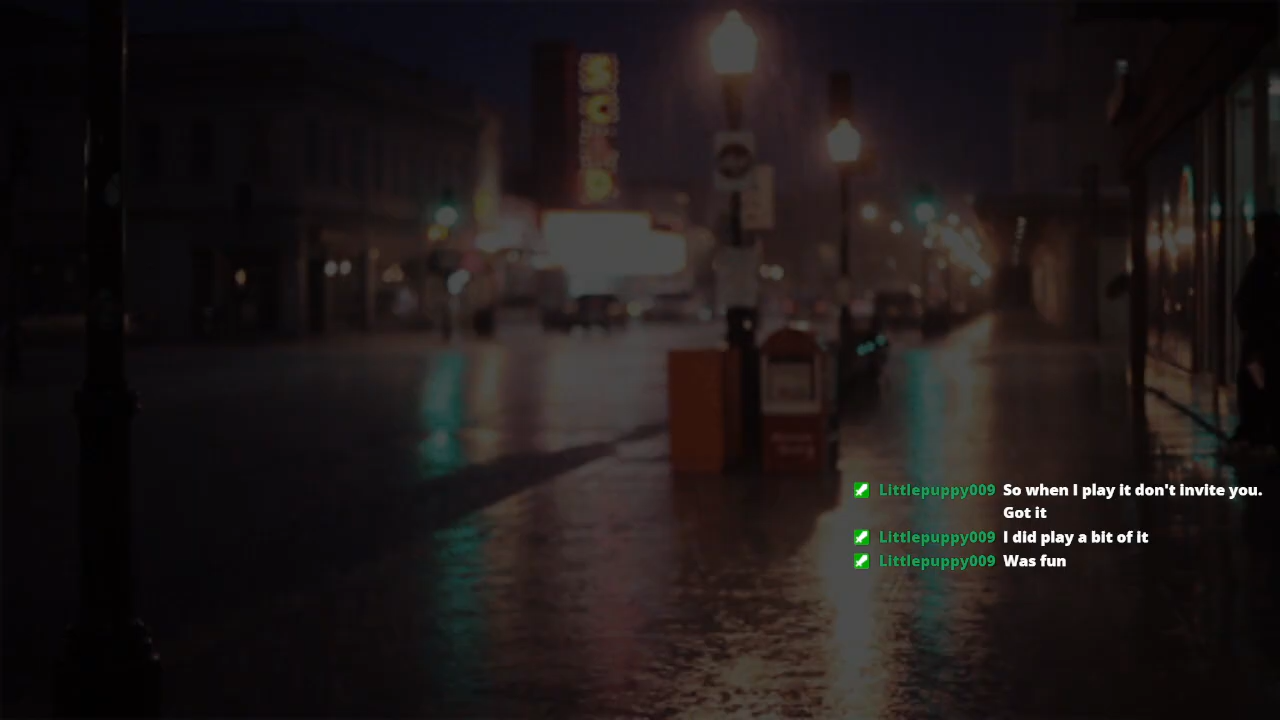 Littlepuppy009 So when I play it don't invite you.
Got it
Littlepuppy009 I did play a bit of it
Littlepuppy009 Was fun